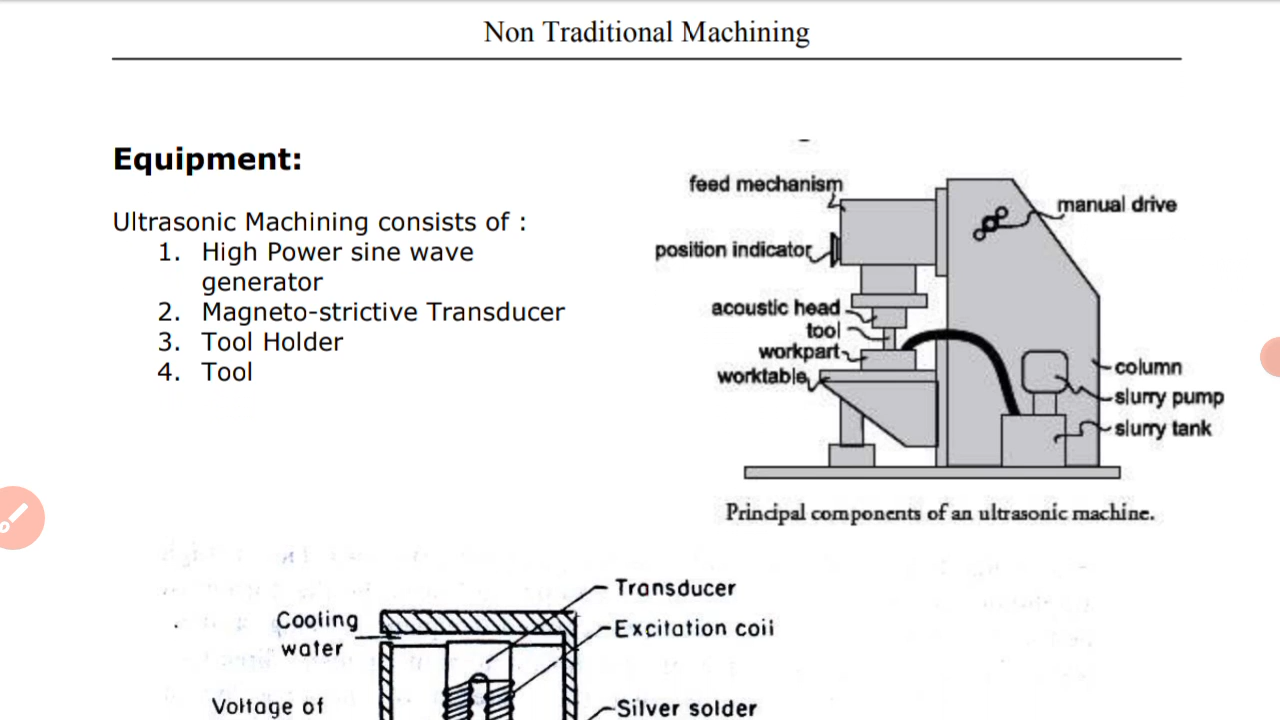 Non Traditional Machining
Equipment:
Ultrasonic Machining consists of :
1. High Power sine wave
generator
2. Magneto-strictive Transducer
3. Tool Holder
4. Tool
feed mechanism
manual drive
position indicator
acoustic head
tool
workpart
worktable
column
slurry pump
slurry tank
Principal components of an ultrasonic machine.
Transducer
Cooling
water
Excitation coil
Voltage of
Silver solder